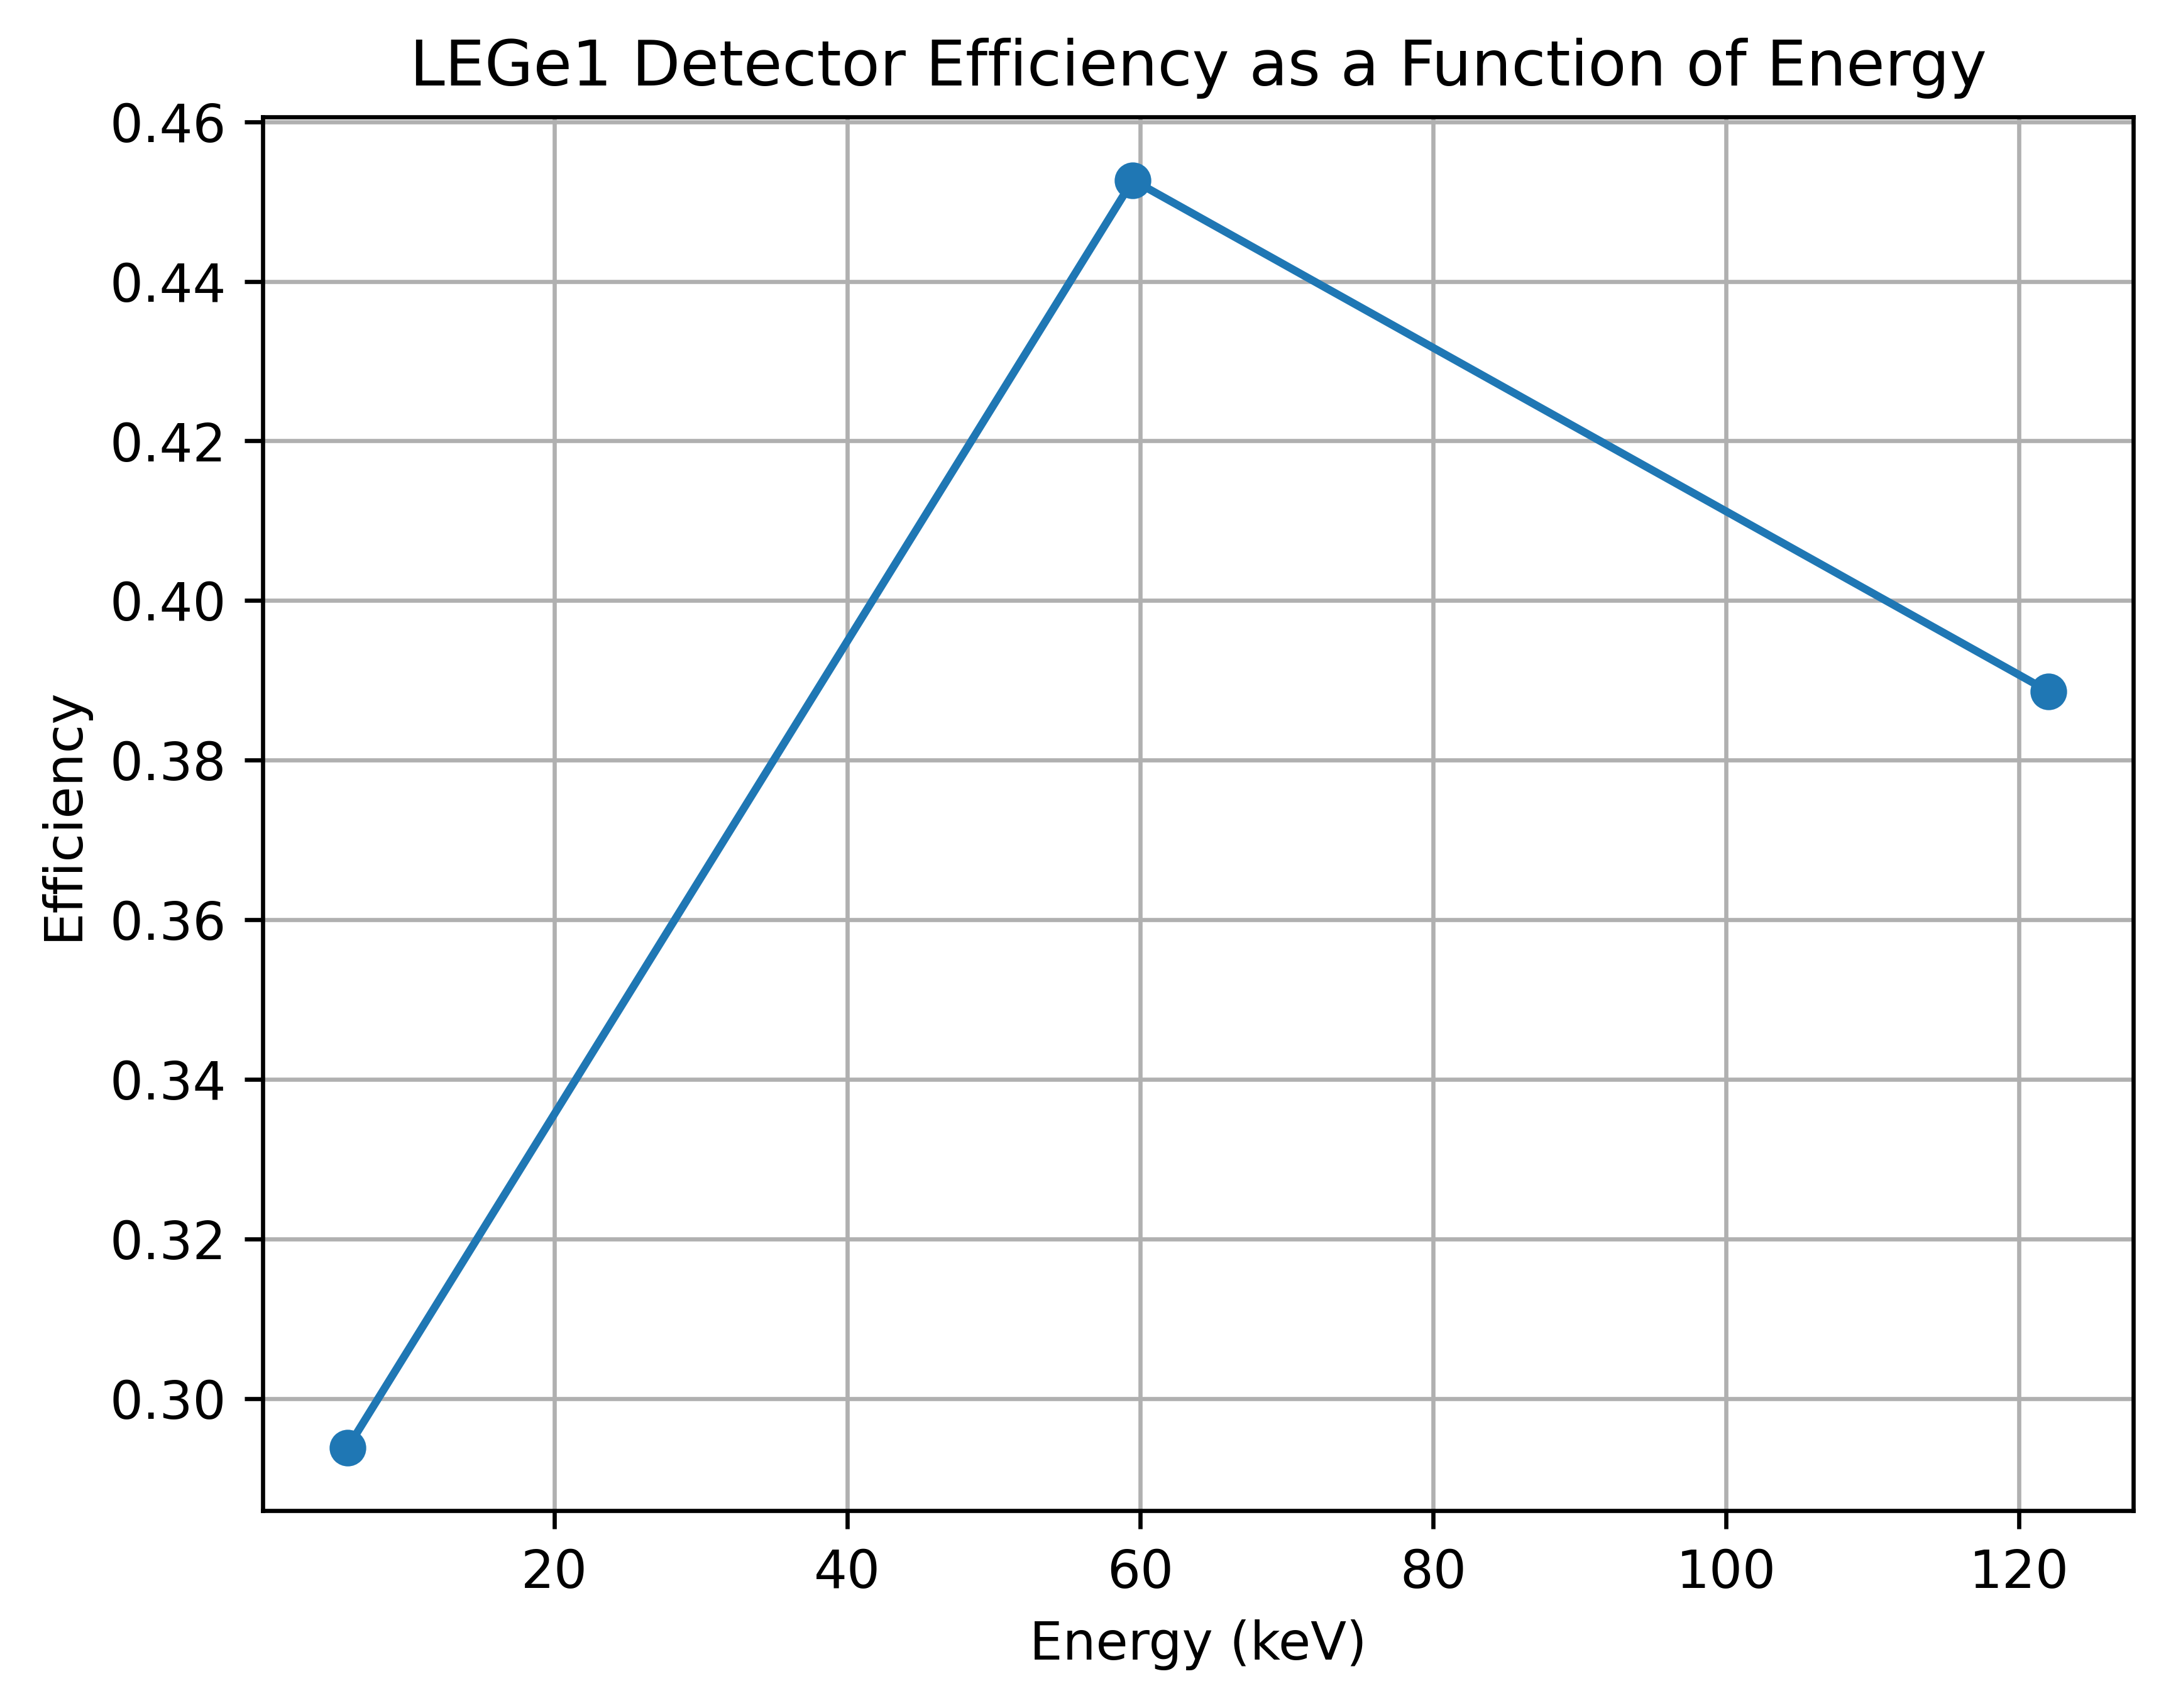 LEGe1 Detector Efficiency as a Function of Energy
0.46
0.44
0.42
0.40
0.38
0.36
0.34
0.32
0.30
Efficiency
20 40 60 80 100 120
Energy (keV)